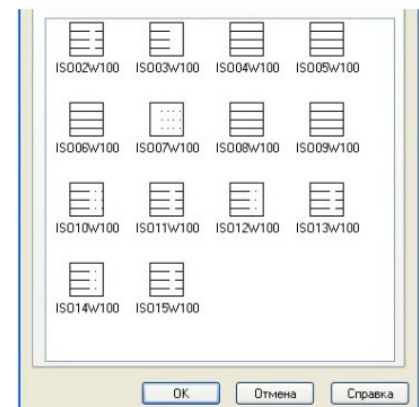 ISO02W100 ISO03W100 ISO04W100 ISO05W100
ISO06W100 ISO07W100 ISO08W100 ISO09W100
ISO10W100 ISO11W100 ISO12W100 ISO13W100
ISO14W100 ISO15W100
OK Отмена Справка